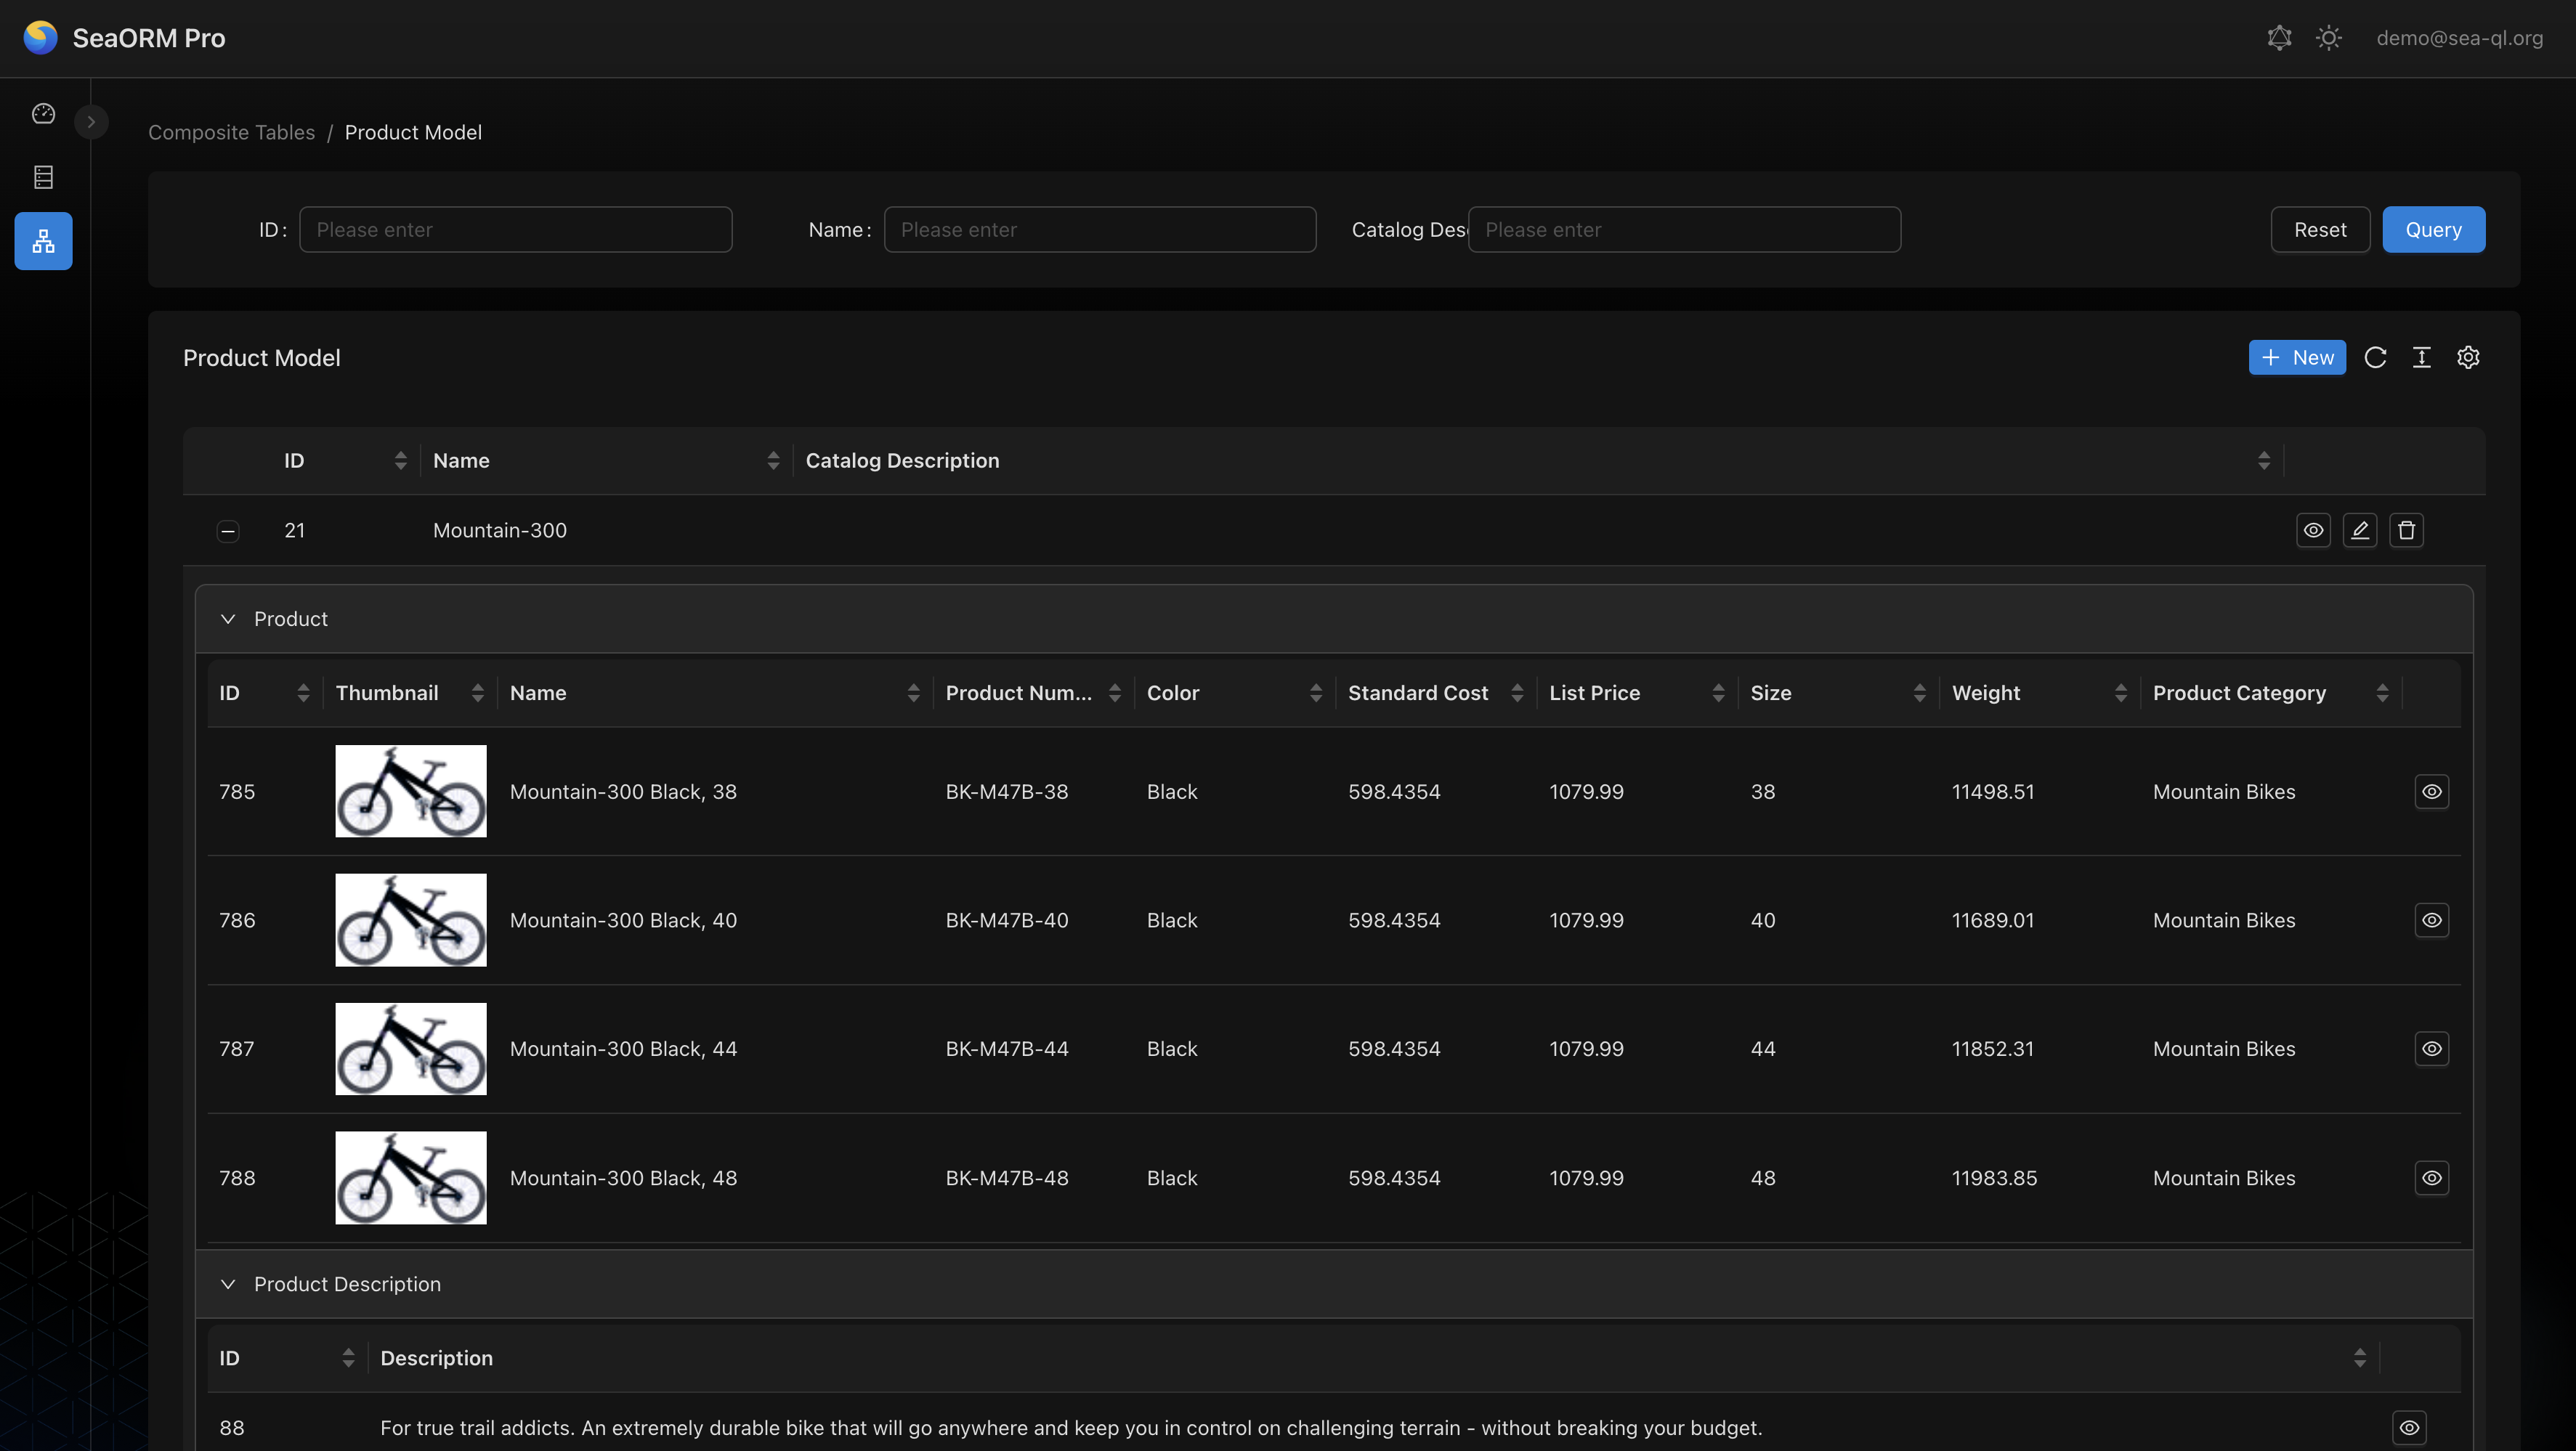 SeaORM Pro
demo@sea-ql.org
Composite Tables / Product Model
ID: Please enter Name: Please enter Catalog Des Please enter Reset Query
Product Model
+ New
ID Name Catalog Description
21 Mountain-300
Product
ID Thumbnail Name Product Num... Color Standard Cost List Price Size Weight Product Category
785 Mountain-300 Black, 38 BK-M47B-38 Black 598.4354 1079.99 38 11498.51 Mountain Bikes
786 Mountain-300 Black, 40 BK-M47B-40 Black 598.4354 1079.99 40 11689.01 Mountain Bikes
787 Mountain-300 Black, 44 BK-M47B-44 Black 598.4354 1079.99 44 11852.31 Mountain Bikes
788 Mountain-300 Black, 48 BK-M47B-48 Black 598.4354 1079.99 48 11983.85 Mountain Bikes
Product Description
ID Description
88 For true trail addicts. An extremely durable bike that will go anywhere and keep you in control on challenging terrain - without breaking your budget.